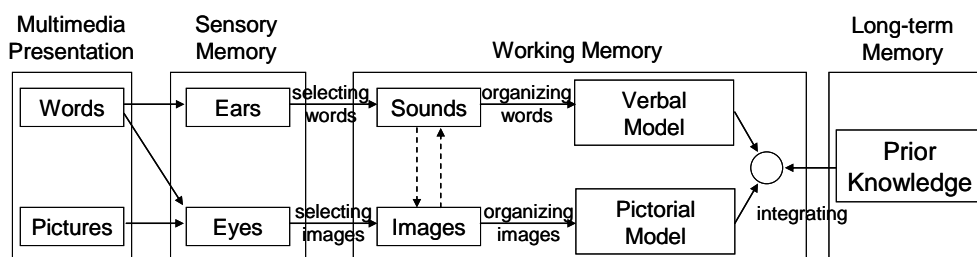 Multimedia
Presentation
Sensory
Memory
Working Memory
Long-term
Memory
Words
Ears
selecting
words
Sounds
organizing
words
Verbal
Model
Prior
Knowledge
Pictures
Eyes
selecting
images
Images
organizing
images
Pictorial
Model
integrating